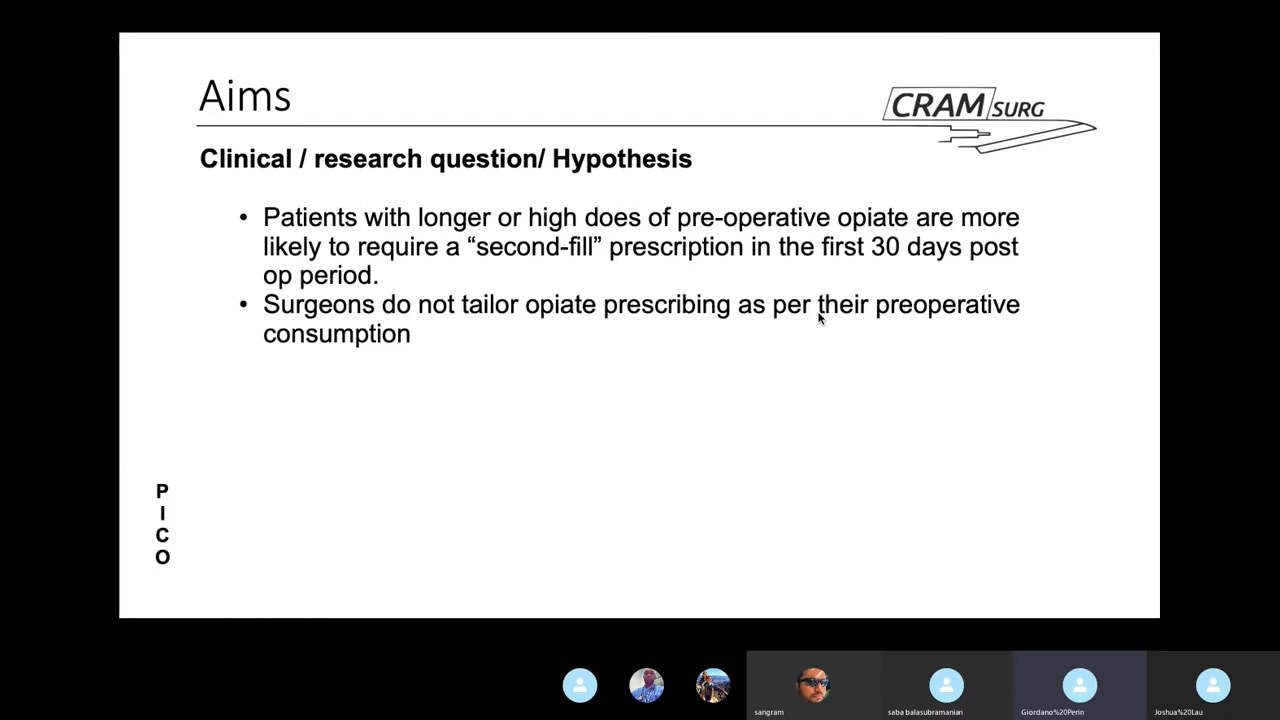 Aims
CRAM SURG
Clinical / research question/ Hypothesis
• Patients with longer or high does of pre-operative opiate are more
likely to require a “second-fill” prescription in the first 30 days post
op period.
• Surgeons do not tailor opiate prescribing as per their preoperative
consumption
P
I
C
O
sangram
saba balasubramanian
Giordano%20Perin
Joshua%20Lau